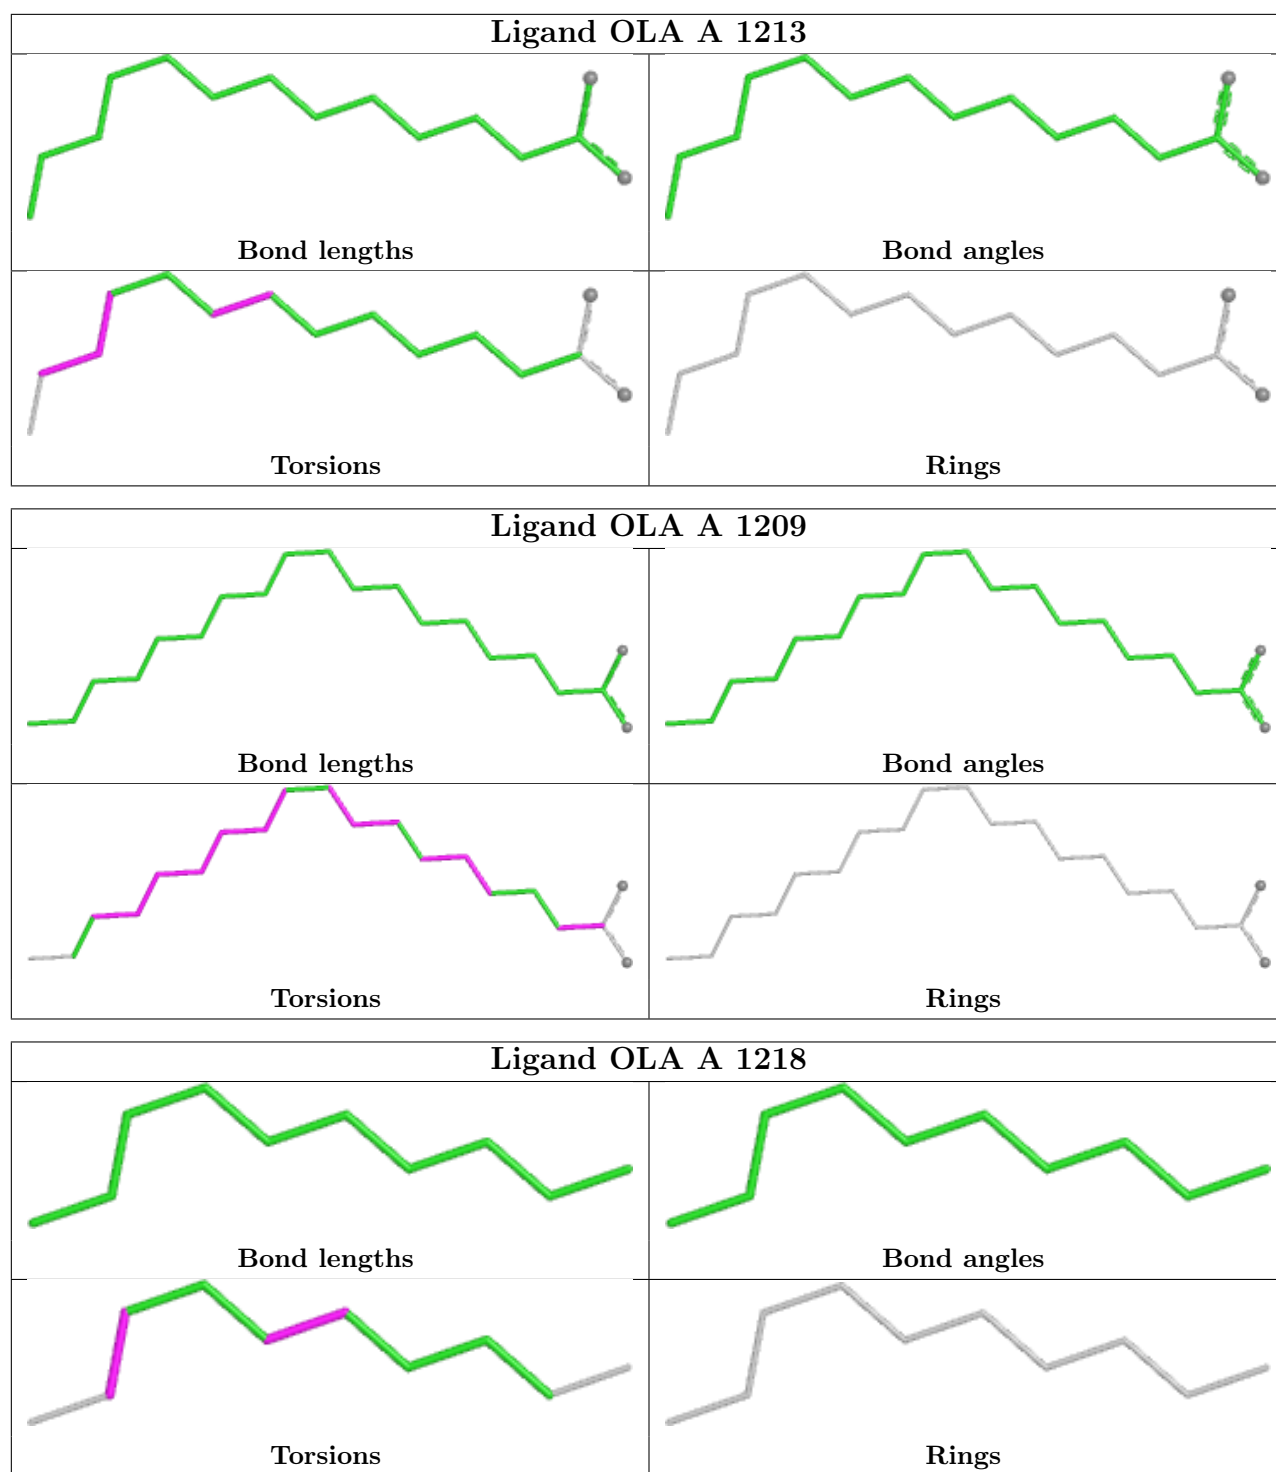 Ligand OLA A 1213
Bond lengths
Bond angles
Torsions
Rings
Ligand OLA A 1209
Bond lengths
Bond angles
Torsions
Rings
Ligand OLA A 1218
Bond lengths
Bond angles
Torsions
Rings